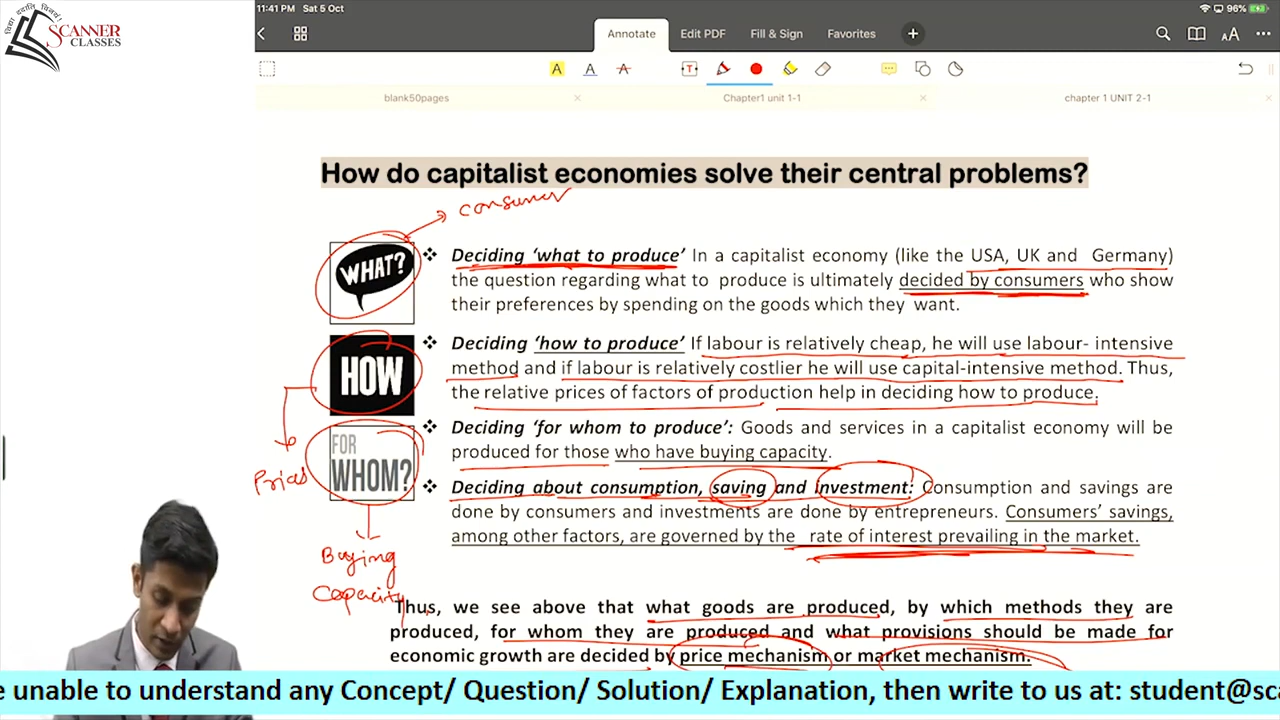 11:41 PM Sat 5 Oct
96%
SCANNER
CLASSES
Annotate
Edit PDF
Fill & Sign
Favorites
blank50pages
Chapter1 unit 1-1
chapter 1 UNIT 2-1
How do capitalist economies solve their central problems?
consumer
WHAT?
❖ Deciding ‘what to produce’ In a capitalist economy (like the USA, UK and Germany)
the question regarding what to produce is ultimately decided by consumers who show
their preferences by spending on the goods which they want.
HOW
❖ Deciding ‘how to produce’ If labour is relatively cheap, he will use labour- intensive
method and if labour is relatively costlier he will use capital-intensive method. Thus,
the relative prices of factors of production help in deciding how to produce.
FOR
WHOM?
❖ Deciding ‘for whom to produce’: Goods and services in a capitalist economy will be
produced for those who have buying capacity.
Prices
❖ Deciding about consumption, saving and investment: Consumption and savings are
done by consumers and investments are done by entrepreneurs. Consumers’ savings,
among other factors, are governed by the rate of interest prevailing in the market.
Buying
Capacity
Thus, we see above that what goods are produced, by which methods they are
produced, for whom they are produced and what provisions should be made for
economic growth are decided by price mechanism or market mechanism.
e unable to understand any Concept/ Question/ Solution/ Explanation, then write to us at: student@sca